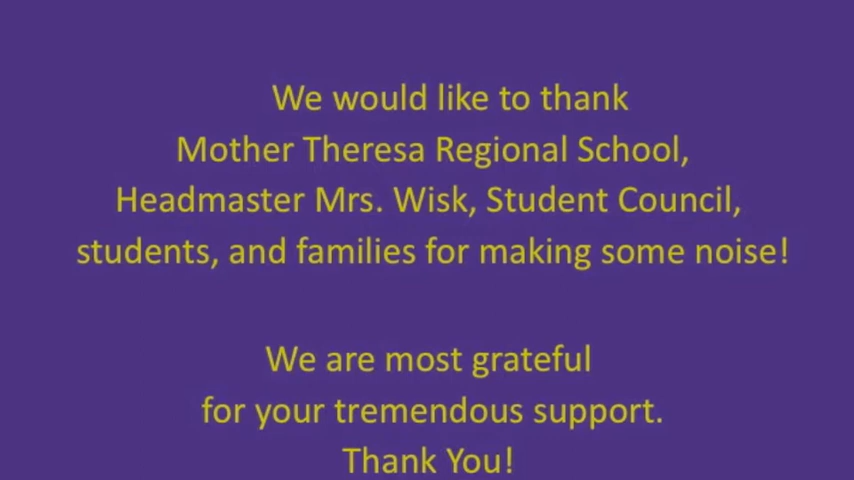 We would like to thank
Mother Theresa Regional School,
Headmaster Mrs. Wisk, Student Council,
students, and families for making some noise!
We are most grateful
for your tremendous support.
Thank You!